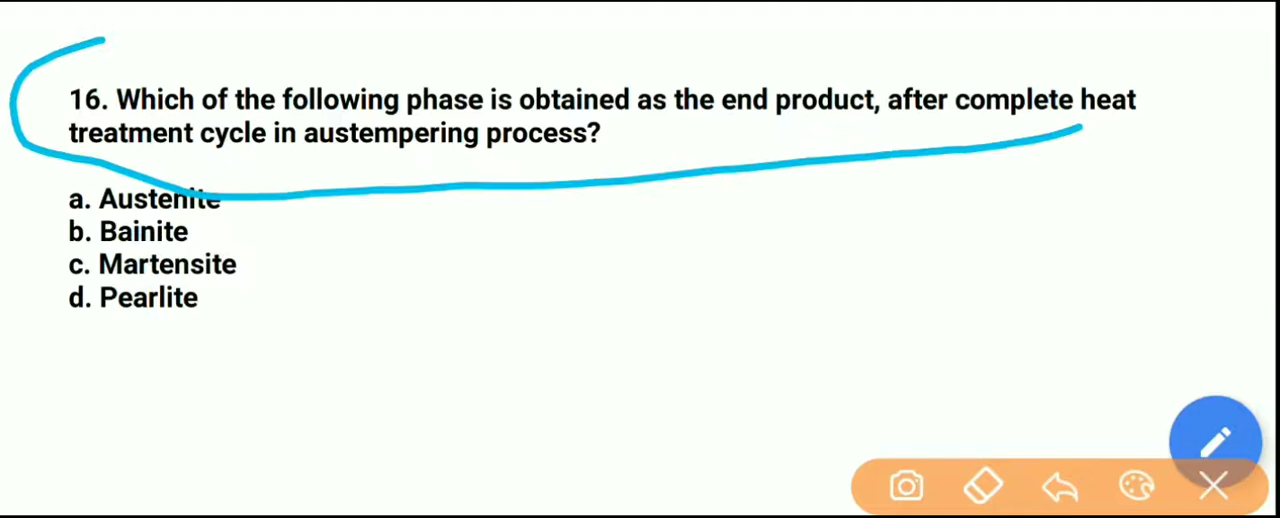 16. Which of the following phase is obtained as the end product, after complete heat
treatment cycle in austempering process?
a. Austenite
b. Bainite
c. Martensite
d. Pearlite